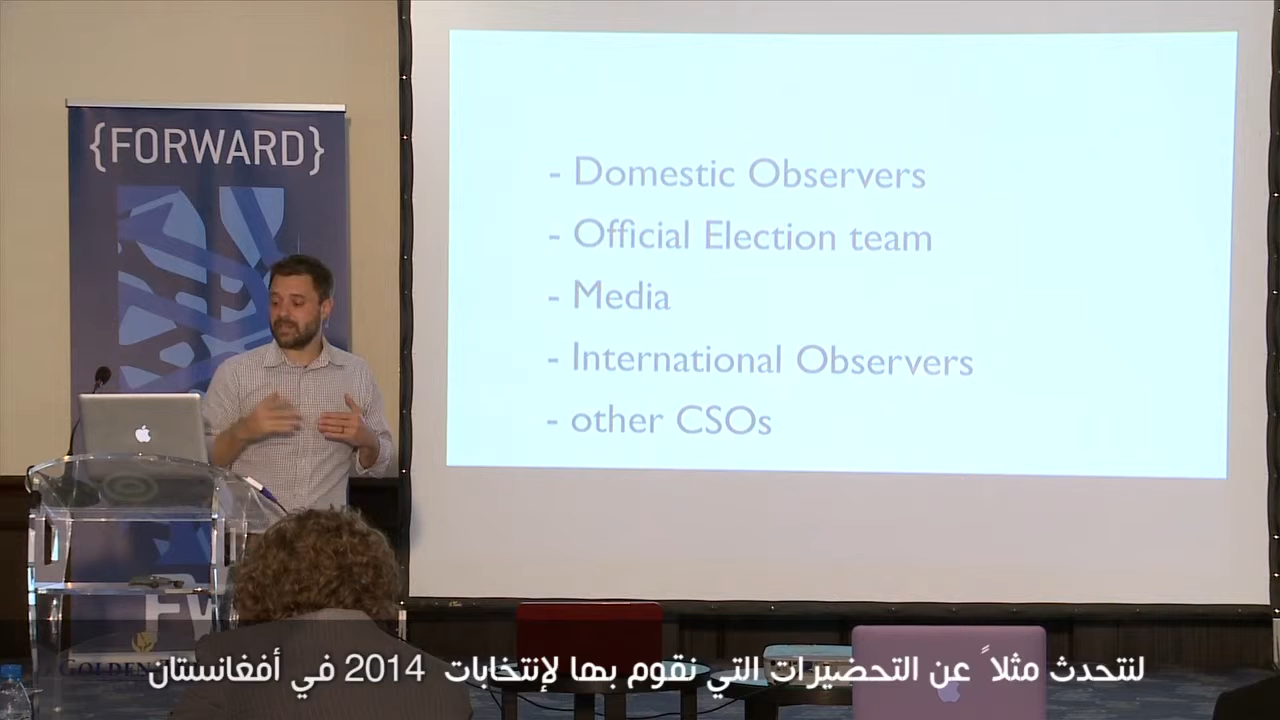 {FORWARD}
- Domestic Observers
- Official Election team
- Media
- International Observers
- other CSOs
لنتحدث مثلاً عن التحضيرات التي نقوم بها لإنتخابات 2014 في أفغانستان